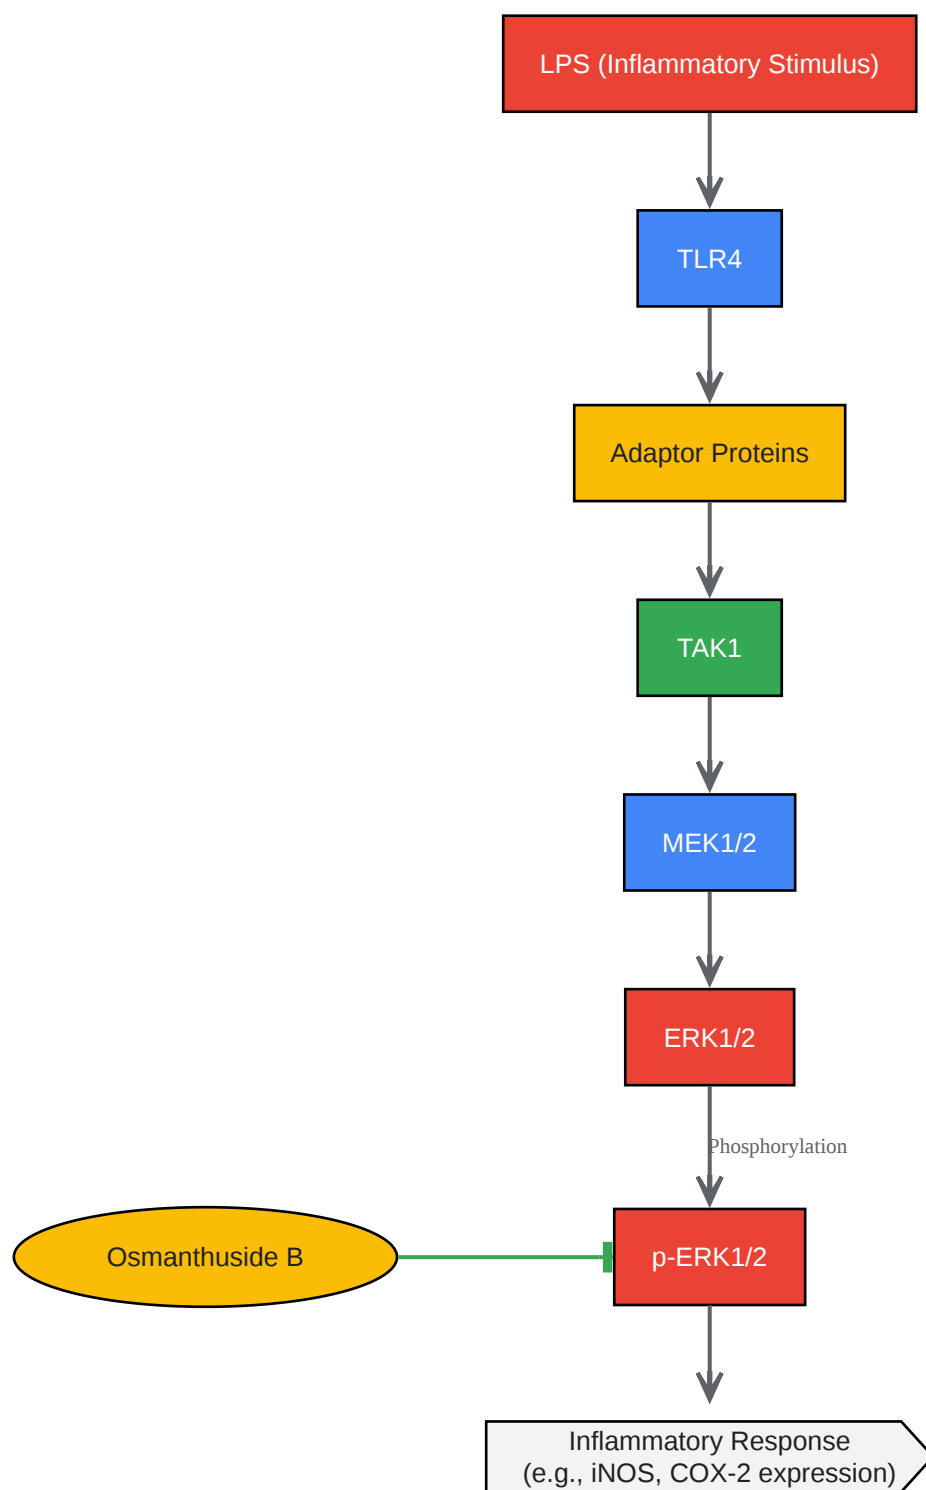 LPS (Inflammatory Stimulus)
TLR4
Adaptor Proteins
TAK1
MEK1/2
ERK1/2
Phosphorylation
Osmanthuside B
p-ERK1/2
Inflammatory Response
(e.g., iNOS, COX-2 expression)